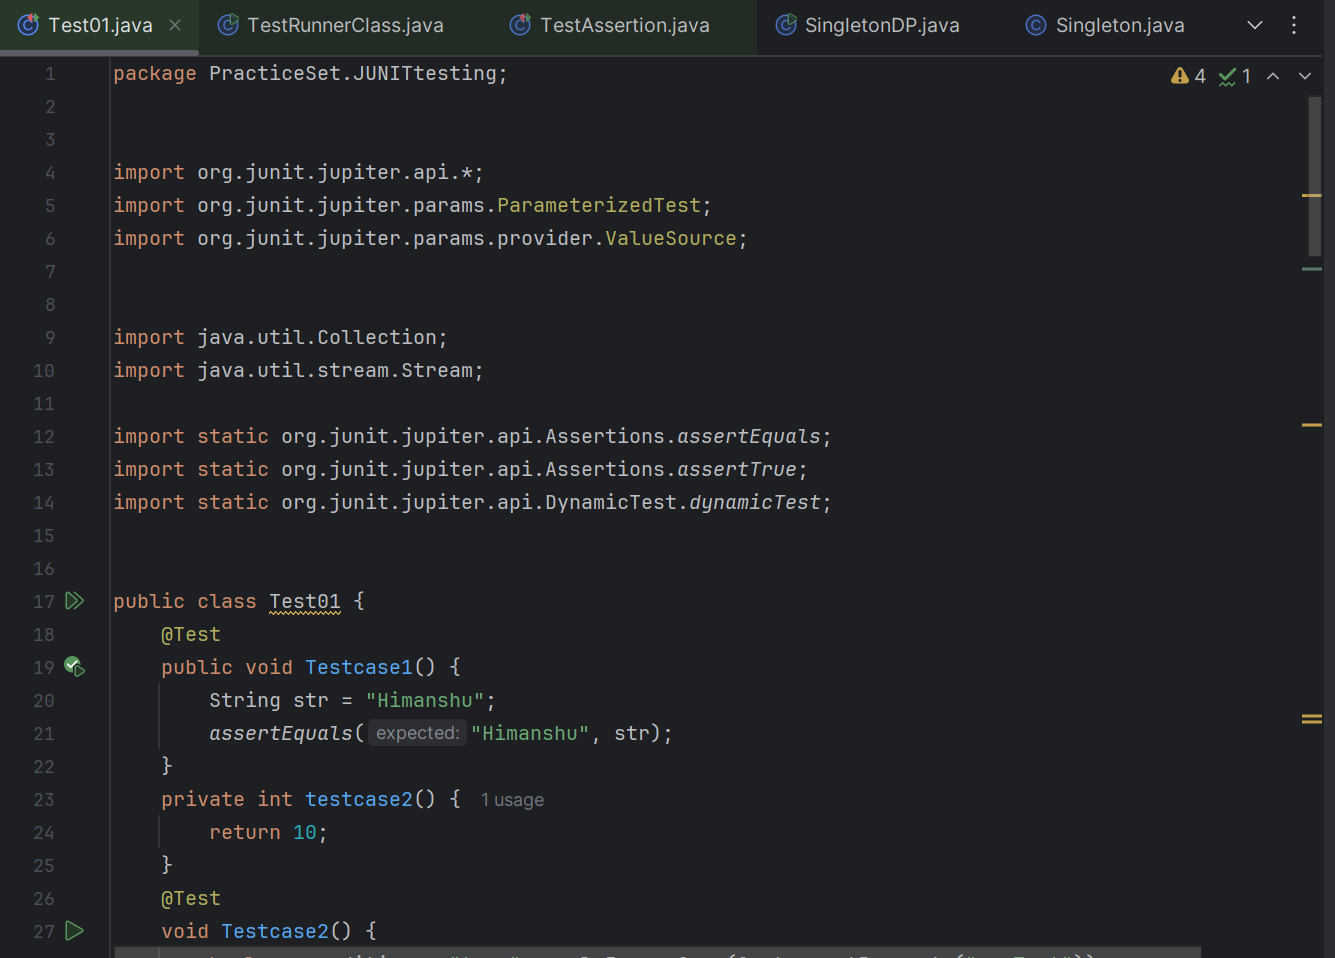 Test01.java TestRunnerClass.java TestAssertion.java SingletonDP.java Singleton.java
1 package PracticeSet.JUNITtesting; 4 1
2
3
4 import org.junit.jupiter.api.*;
5 import org.junit.jupiter.params.ParameterizedTest;
6 import org.junit.jupiter.params.provider.ValueSource;
7
8
9 import java.util.Collection;
10 import java.util.stream.Stream;
11
12 import static org.junit.jupiter.api.Assertions.assertEquals;
13 import static org.junit.jupiter.api.Assertions.assertTrue;
14 import static org.junit.jupiter.api.DynamicTest.dynamicTest;
15
16
17 public class Test01 {
18 @Test
19 public void Testcase1() {
20 String str = "Himanshu";
21 assertEquals( expected: "Himanshu", str);
22 }
23 private int testcase2() { 1 usage
24 return 10;
25 }
26 @Test
27 void Testcase2() {